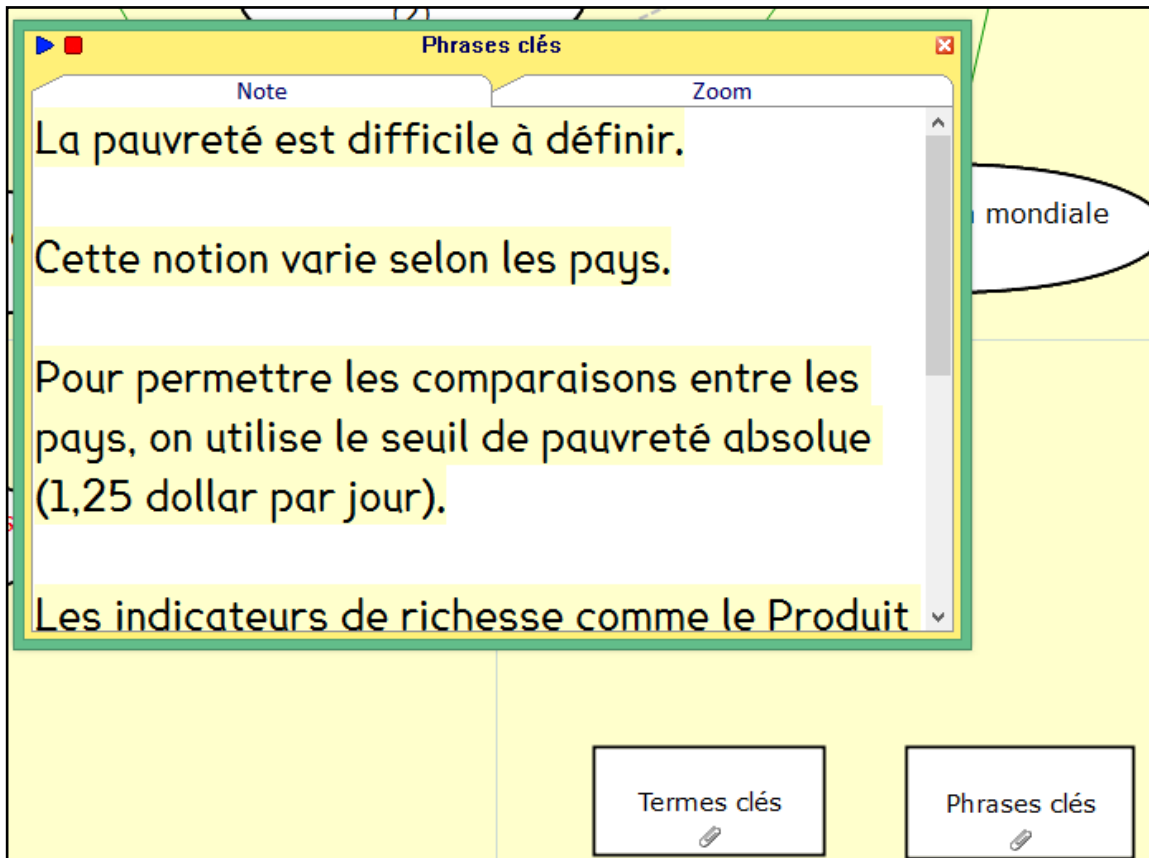 (2)
Phrases clés
Note
Zoom
La pauvreté est difficile à définir.
Cette notion varie selon les pays.
Pour permettre les comparaisons entre les
pays, on utilise le seuil de pauvreté absolue
(1,25 dollar par jour).
Les indicateurs de richesse comme le Produit
mondiale
Termes clés
Phrases clés